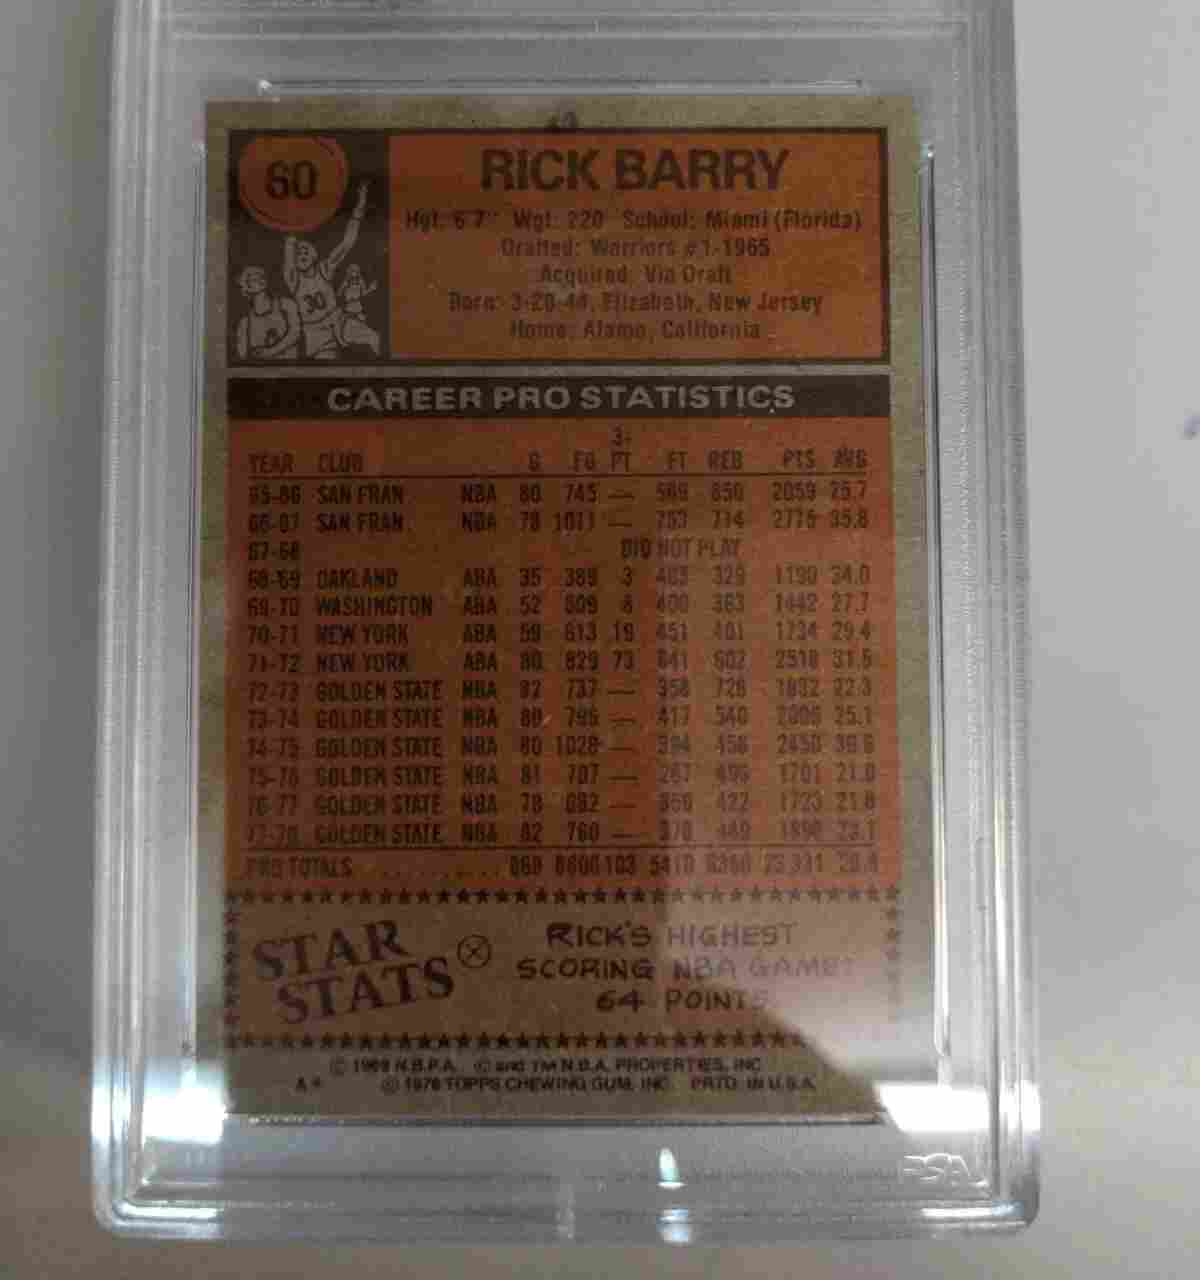 60
RICK BARRY
Hgt: 6'7" Wgt: 220 School: Miami (Florida)
Drafted: Warriors #1-1965
Acquired: Via Draft
Born: 3-28-44, Elizabeth, New Jersey
Home: Alamo, California
30
CAREER PRO STATISTICS
YEAR CLUB G FG 3-PT FT REB PTS AVG
65-66 SAN FRAN NBA 80 745 — 569 850 2059 25.7
66-67 SAN FRAN NBA 78 1011 — 753 714 2775 35.6
67-68 DID NOT PLAY
68-69 OAKLAND ABA 35 389 3 403 329 1190 34.0
69-70 WASHINGTON ABA 52 509 8 400 363 1442 27.7
70-71 NEW YORK ABA 59 613 19 451 401 1734 29.4
71-72 NEW YORK ABA 80 829 73 641 602 2518 31.5
72-73 GOLDEN STATE NBA 82 737 — 358 728 1832 22.3
73-74 GOLDEN STATE NBA 80 796 — 417 540 2009 25.1
74-75 GOLDEN STATE NBA 80 1028 — 394 456 2450 30.6
75-76 GOLDEN STATE NBA 81 707 — 287 496 1701 21.0
76-77 GOLDEN STATE NBA 79 682 — 422 1723 21.8
77-78 GOLDEN STATE NBA 82 760 — 378 449 1898 23.1
PRO TOTALS 103
STAR
STATS
RICK'S HIGHEST
SCORING NBA GAME:
64 POINTS
© N.B.P.A. © and TM N.B.A. PROPERTIES, INC
A* © 1978 TOPPS CHEWING GUM, INC. PRTD. IN U.S.A.
PSA